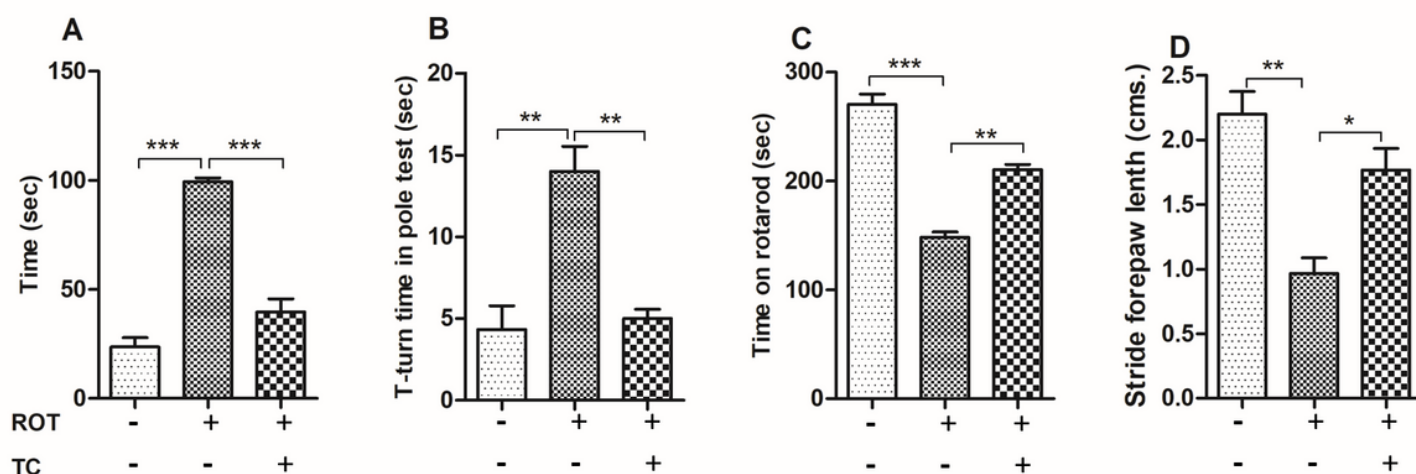 A
Time (sec)
150
100
50
0
*** ***
B
T-turn time in pole test (sec)
20
15
10
5
0
** **
C
Time on rotarod (sec)
300
200
100
0
***
**
D
Stride forepaw lenth (cms.)
2.5
2.0
1.5
1.0
0.5
0.0
**
*
ROT - + + - + + - + + - + +
TC - - + - - + - - + - - +